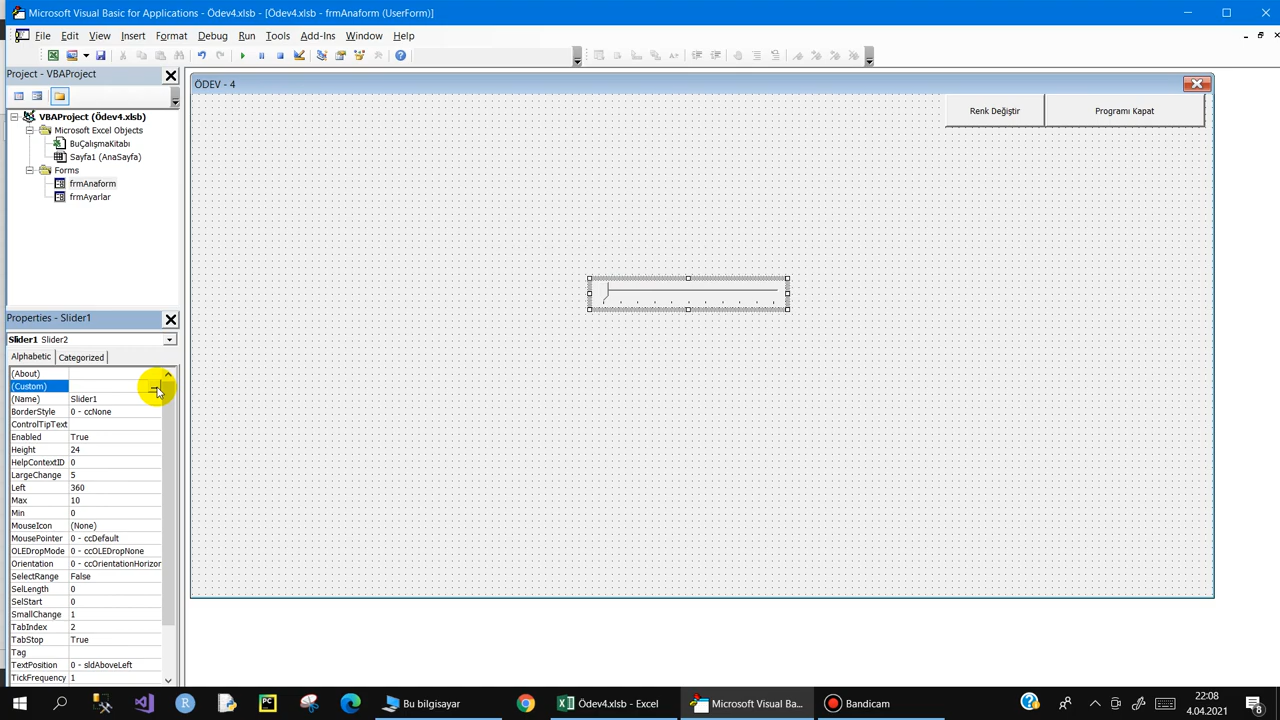 Microsoft Visual Basic for Applications - Ödev4.xlsb - [Ödev4.xlsb - frmAnaform (UserForm)]
File Edit View Insert Format Debug Run Tools Add-Ins Window Help
Project - VBAProject
VBAProject (Ödev4.xlsb)
Microsoft Excel Objects
BuÇalışmaKitabı
Sayfa1 (AnaSayfa)
Forms
frmAnaform
frmAyarlar
Properties - Slider1
Slider1 Slider2
Alphabetic Categorized
(About)
(Custom)
(Name) Slider1
BorderStyle 0 - ccNone
ControlTipText
Enabled True
Height 24
HelpContextID 0
LargeChange 5
Left 360
Max 10
Min 0
MouseIcon (None)
MousePointer 0 - ccDefault
OLEDropMode 0 - ccOLEDropNone
Orientation 0 - ccOrientationHorizor
SelectRange False
SelLength 0
SelStart 0
SmallChange 1
TabIndex 2
TabStop True
Tag
TextPosition 0 - sldAboveLeft
TickFrequency 1
ÖDEV - 4
Renk Değiştir Programı Kapat
PC Bu bilgisayar Ödev4.xlsb - Excel Microsoft Visual Ba... Bandicam
22:08
4.04.2021
8